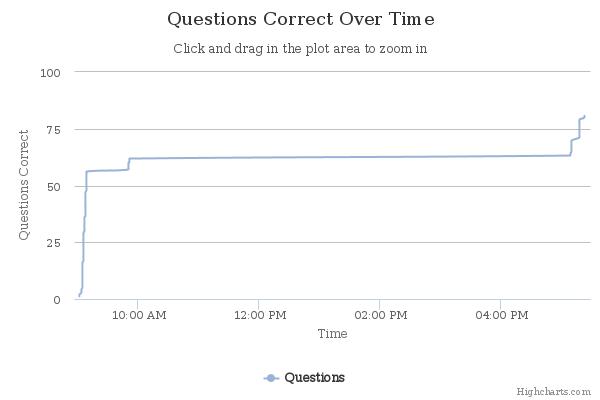 Questions Correct Over Time
Click and drag in the plot area to zoom in
Questions Correct
100
75
50
25
0
10:00 AM
12:00 PM
02:00 PM
04:00 PM
Time
Questions
Highcharts.com